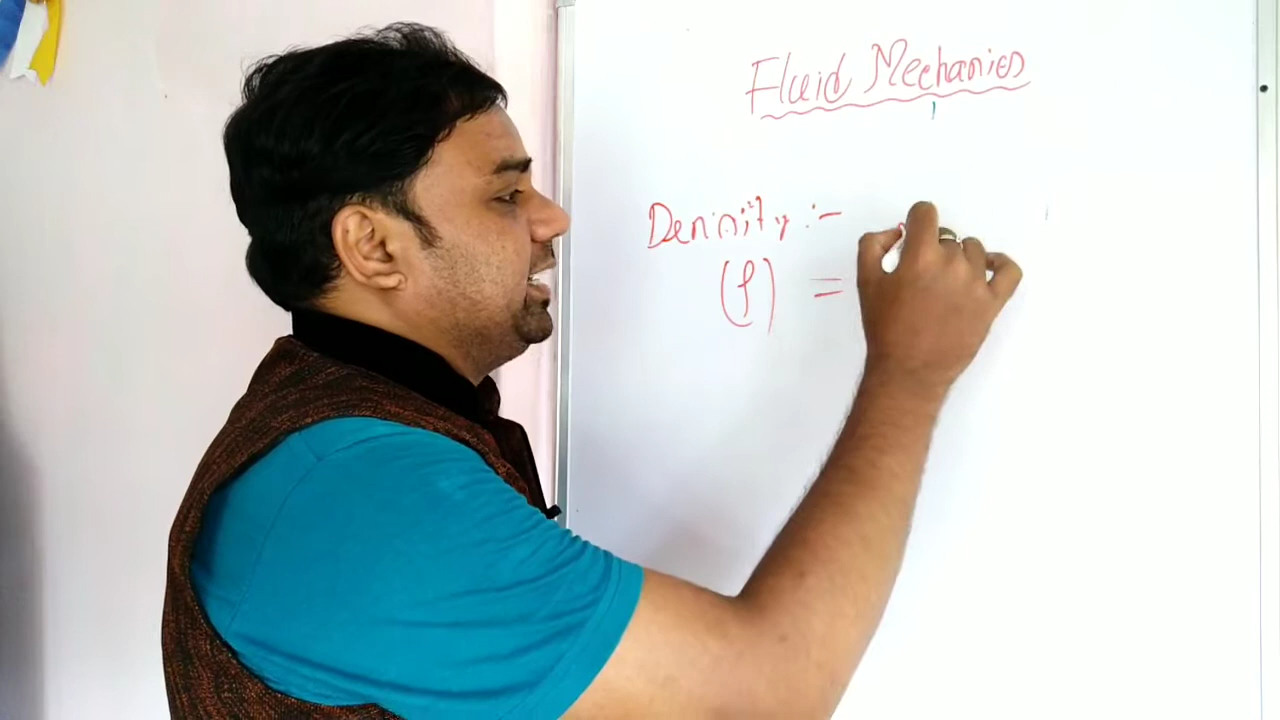 Fluid Mechanics
Density :-
(ρ) =